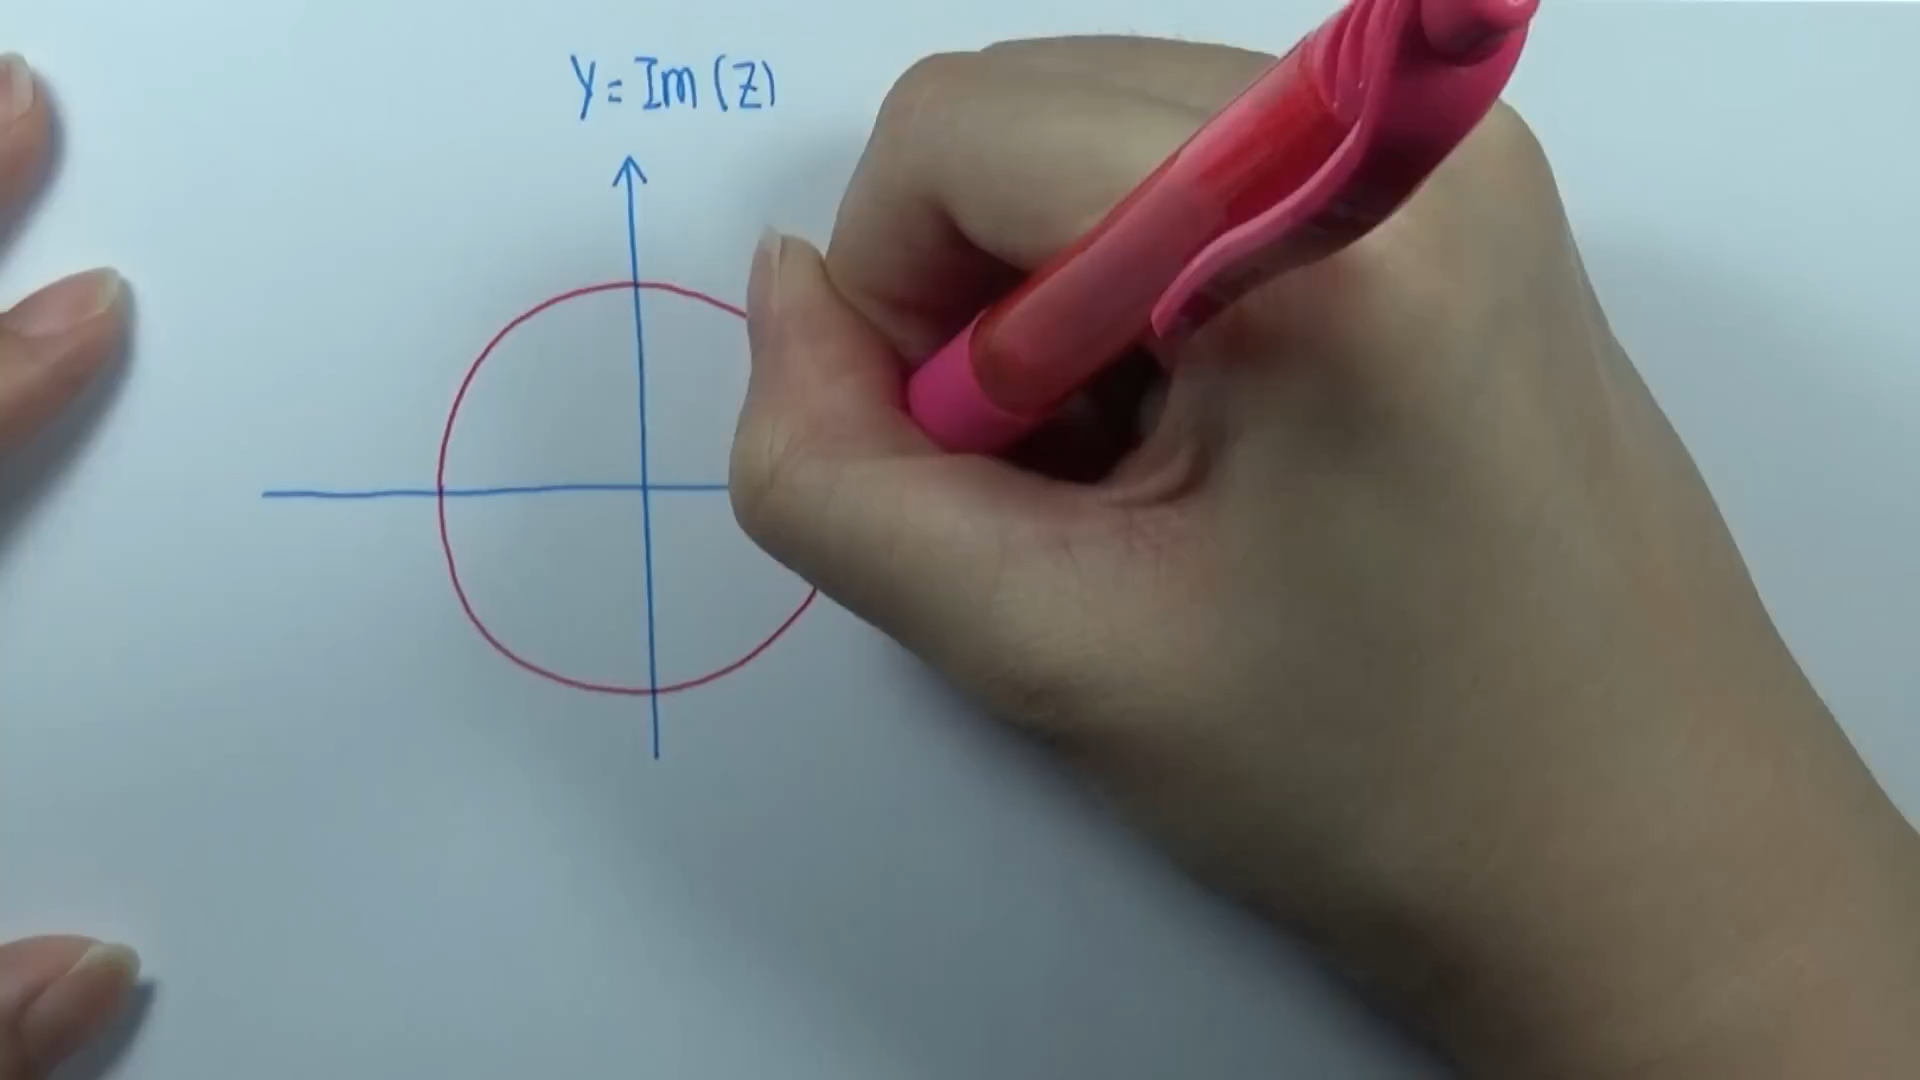 Y = Im (Z)